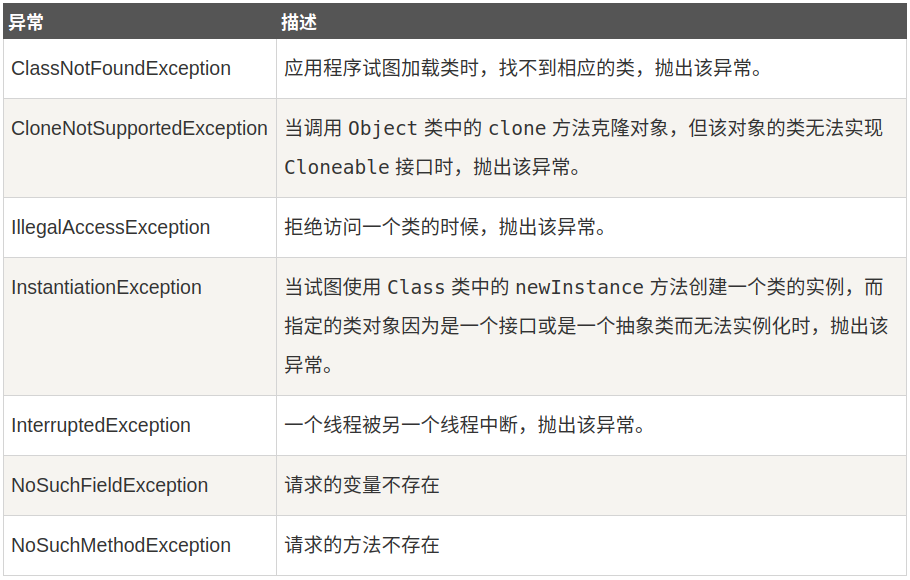 异常 描述
ClassNotFoundException 应用程序试图加载类时，找不到相应的类，抛出该异常。
CloneNotSupportedException 当调用 Object 类中的 clone 方法克隆对象，但该对象的类无法实现
Cloneable 接口时，抛出该异常。
IllegalAccessException 拒绝访问一个类的时候，抛出该异常。
InstantiationException 当试图使用 Class 类中的 newInstance 方法创建一个类的实例，而
指定的类对象因为是一个接口或是一个抽象类而无法实例化时，抛出该
异常。
InterruptedException 一个线程被另一个线程中断，抛出该异常。
NoSuchFieldException 请求的变量不存在
NoSuchMethodException 请求的方法不存在